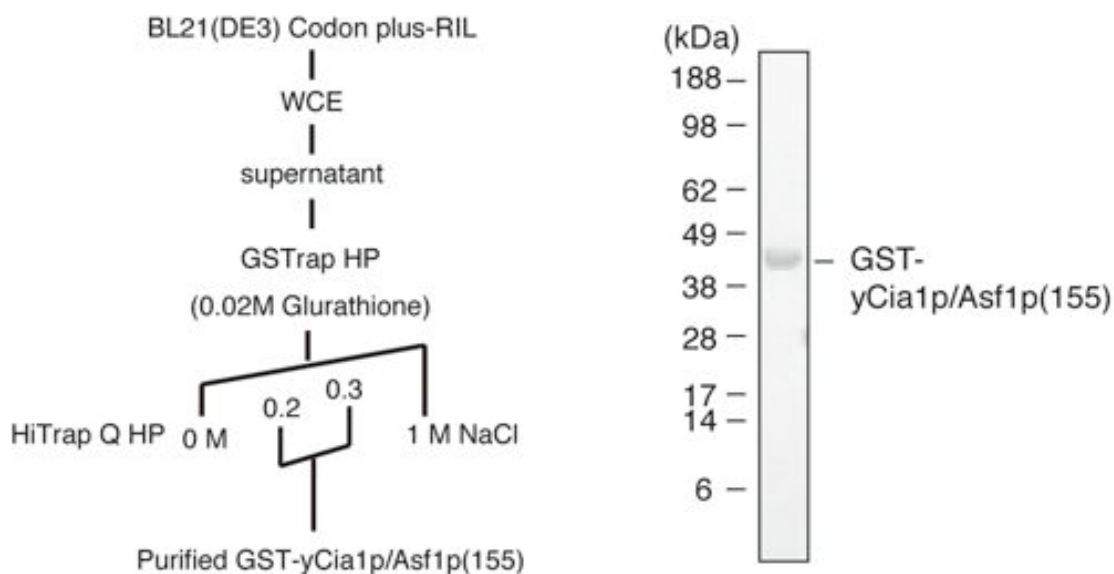 BL21(DE3) Codon plus-RIL
WCE
supernatant
GSTrap HP
(0.02M Glurathione)
0.2
0.3
HiTrap Q HP
0 M
1 M NaCl
Purified GST-yCia1p/Asf1p(155)
(kDa)
188
98
62
49
38
28
17
14
6
GST-
yCia1p/Asf1p(155)